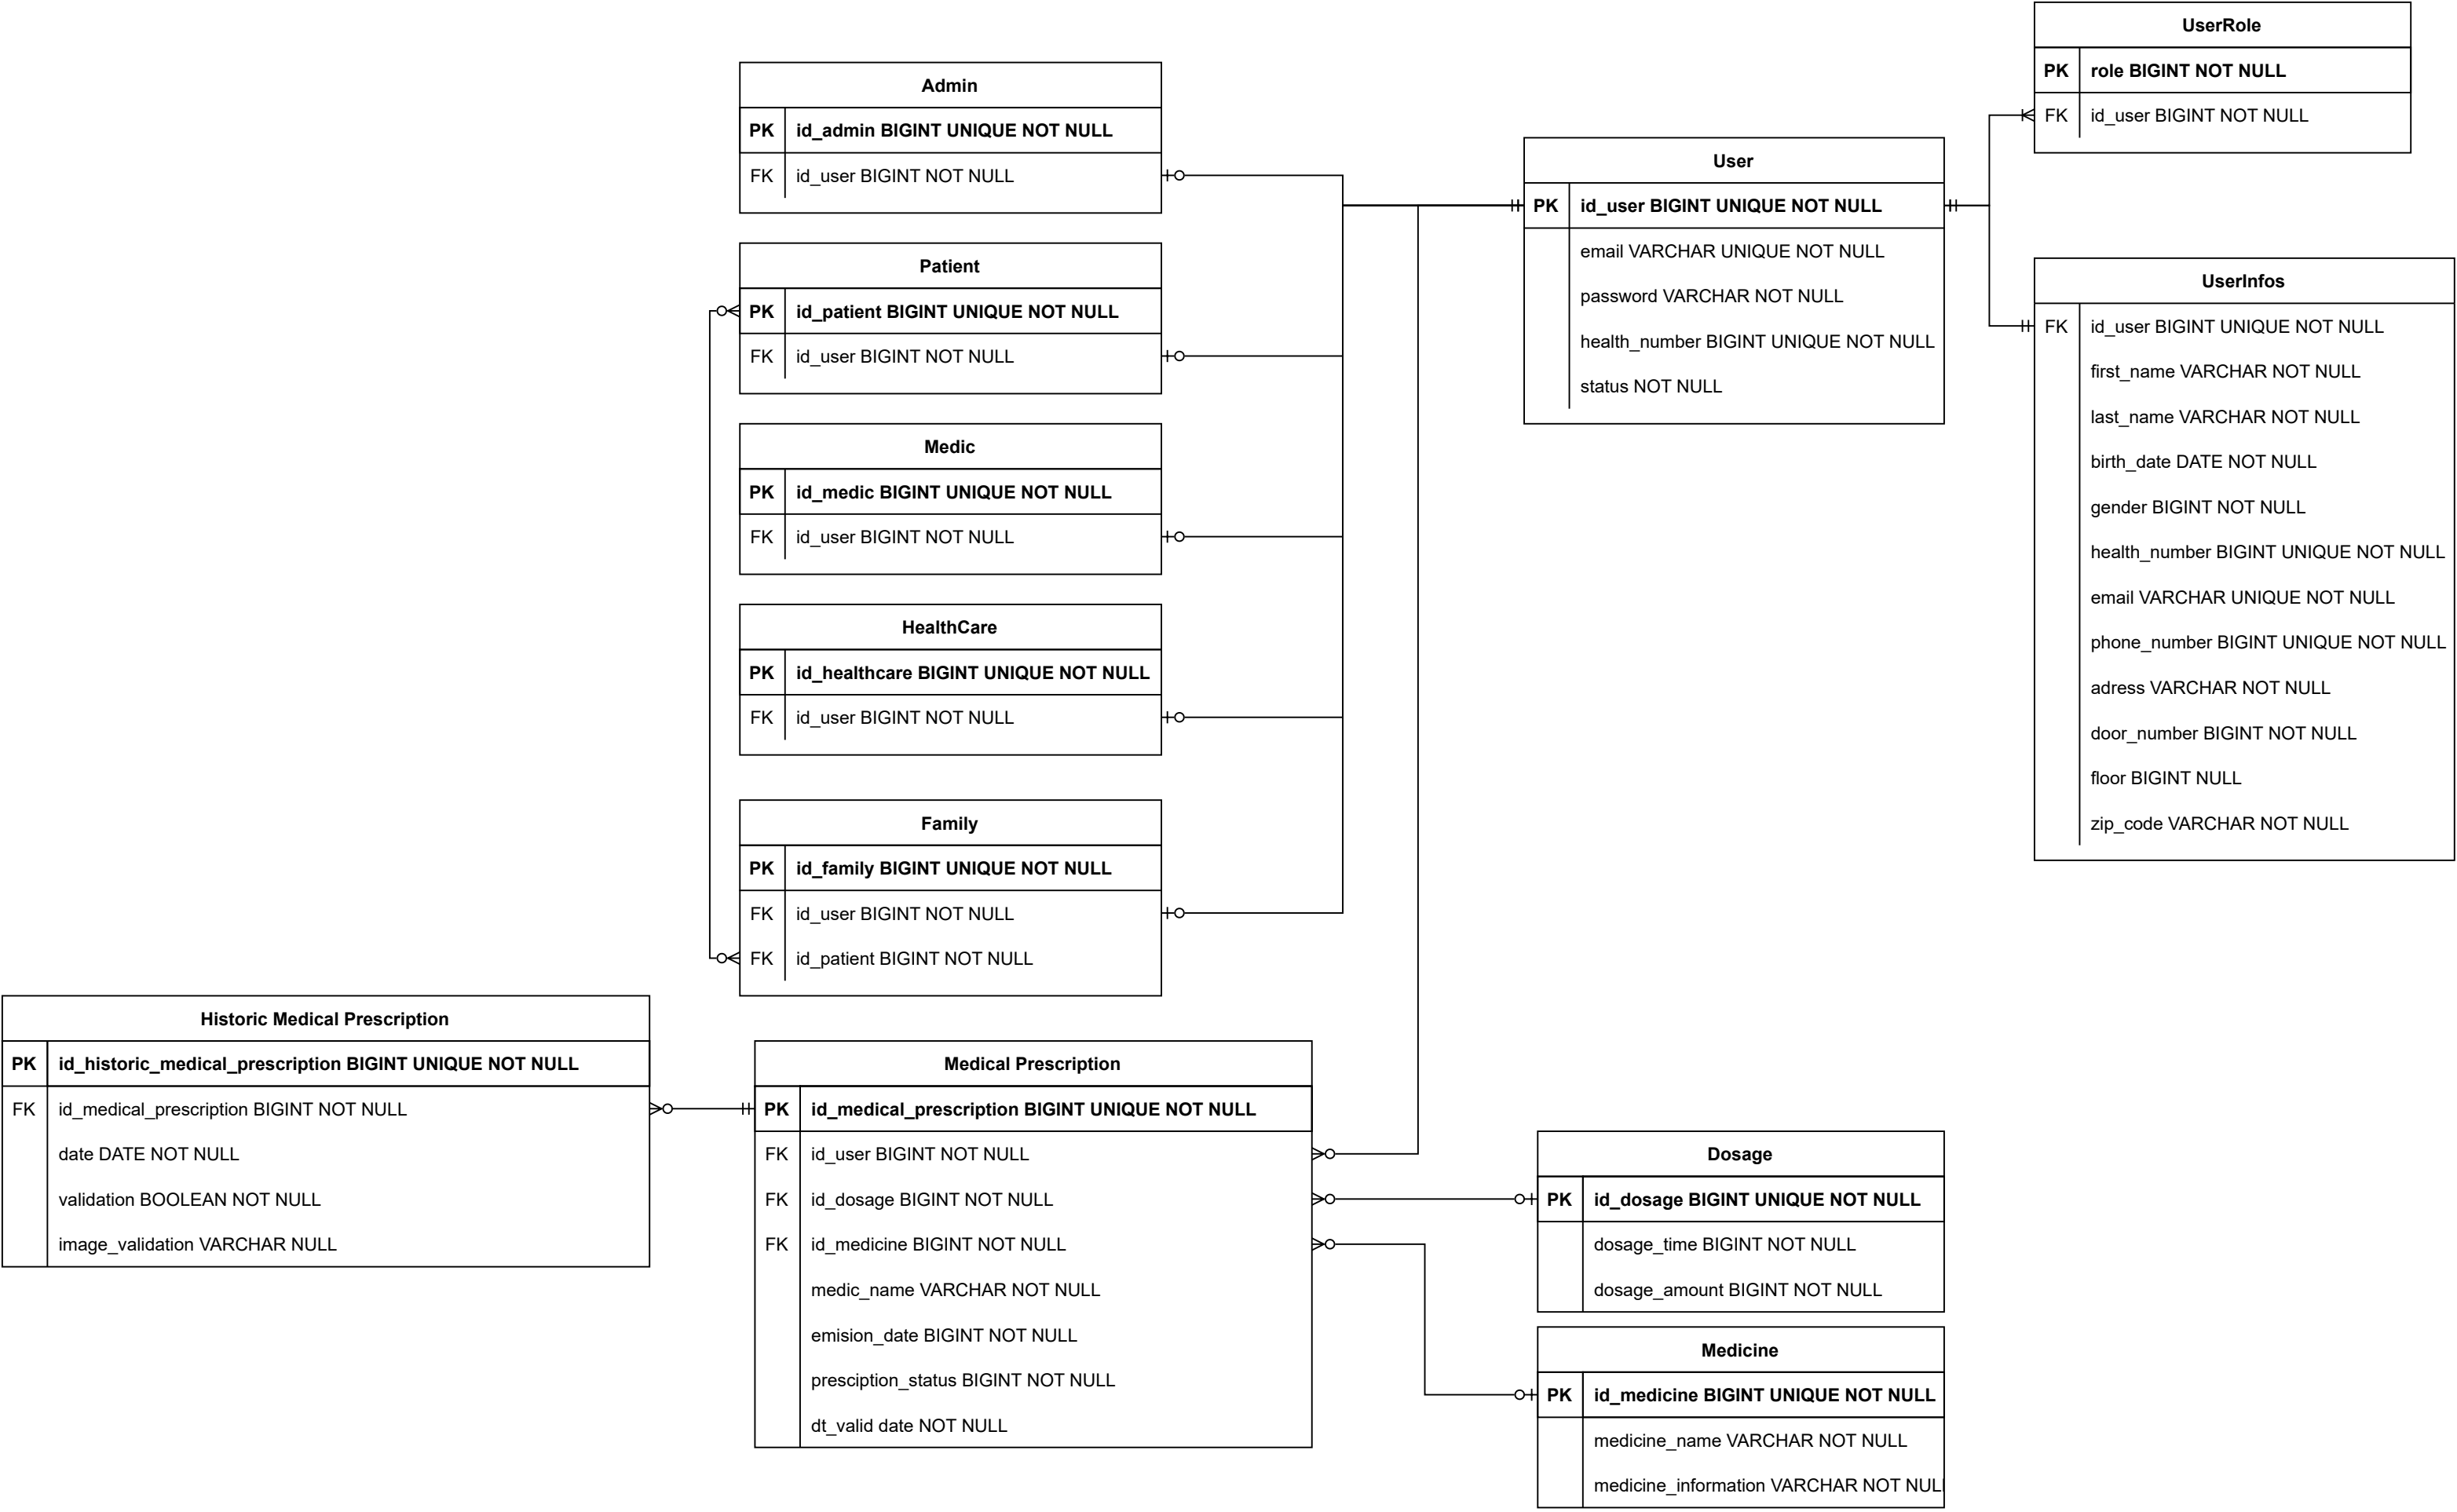 UserRole
PK role BIGINT NOT NULL
FK id_user BIGINT NOT NULL
Admin
PK id_admin BIGINT UNIQUE NOT NULL
FK id_user BIGINT NOT NULL
User
PK id_user BIGINT UNIQUE NOT NULL
email VARCHAR UNIQUE NOT NULL
password VARCHAR NOT NULL
health_number BIGINT UNIQUE NOT NULL
status NOT NULL
Patient
PK id_patient BIGINT UNIQUE NOT NULL
FK id_user BIGINT NOT NULL
UserInfos
FK id_user BIGINT UNIQUE NOT NULL
first_name VARCHAR NOT NULL
last_name VARCHAR NOT NULL
birth_date DATE NOT NULL
gender BIGINT NOT NULL
health_number BIGINT UNIQUE NOT NULL
email VARCHAR UNIQUE NOT NULL
phone_number BIGINT UNIQUE NOT NULL
adress VARCHAR NOT NULL
door_number BIGINT NOT NULL
floor BIGINT NULL
zip_code VARCHAR NOT NULL
Medic
PK id_medic BIGINT UNIQUE NOT NULL
FK id_user BIGINT NOT NULL
HealthCare
PK id_healthcare BIGINT UNIQUE NOT NULL
FK id_user BIGINT NOT NULL
Family
PK id_family BIGINT UNIQUE NOT NULL
FK id_user BIGINT NOT NULL
FK id_patient BIGINT NOT NULL
Historic Medical Prescription
PK id_historic_medical_prescription BIGINT UNIQUE NOT NULL
FK id_medical_prescription BIGINT NOT NULL
date DATE NOT NULL
validation BOOLEAN NOT NULL
image_validation VARCHAR NULL
Medical Prescription
PK id_medical_prescription BIGINT UNIQUE NOT NULL
FK id_user BIGINT NOT NULL
FK id_dosage BIGINT NOT NULL
FK id_medicine BIGINT NOT NULL
medic_name VARCHAR NOT NULL
emision_date BIGINT NOT NULL
presciption_status BIGINT NOT NULL
dt_valid date NOT NULL
Dosage
PK id_dosage BIGINT UNIQUE NOT NULL
dosage_time BIGINT NOT NULL
dosage_amount BIGINT NOT NULL
Medicine
PK id_medicine BIGINT UNIQUE NOT NULL
medicine_name VARCHAR NOT NULL
medicine_information VARCHAR NOT NUL